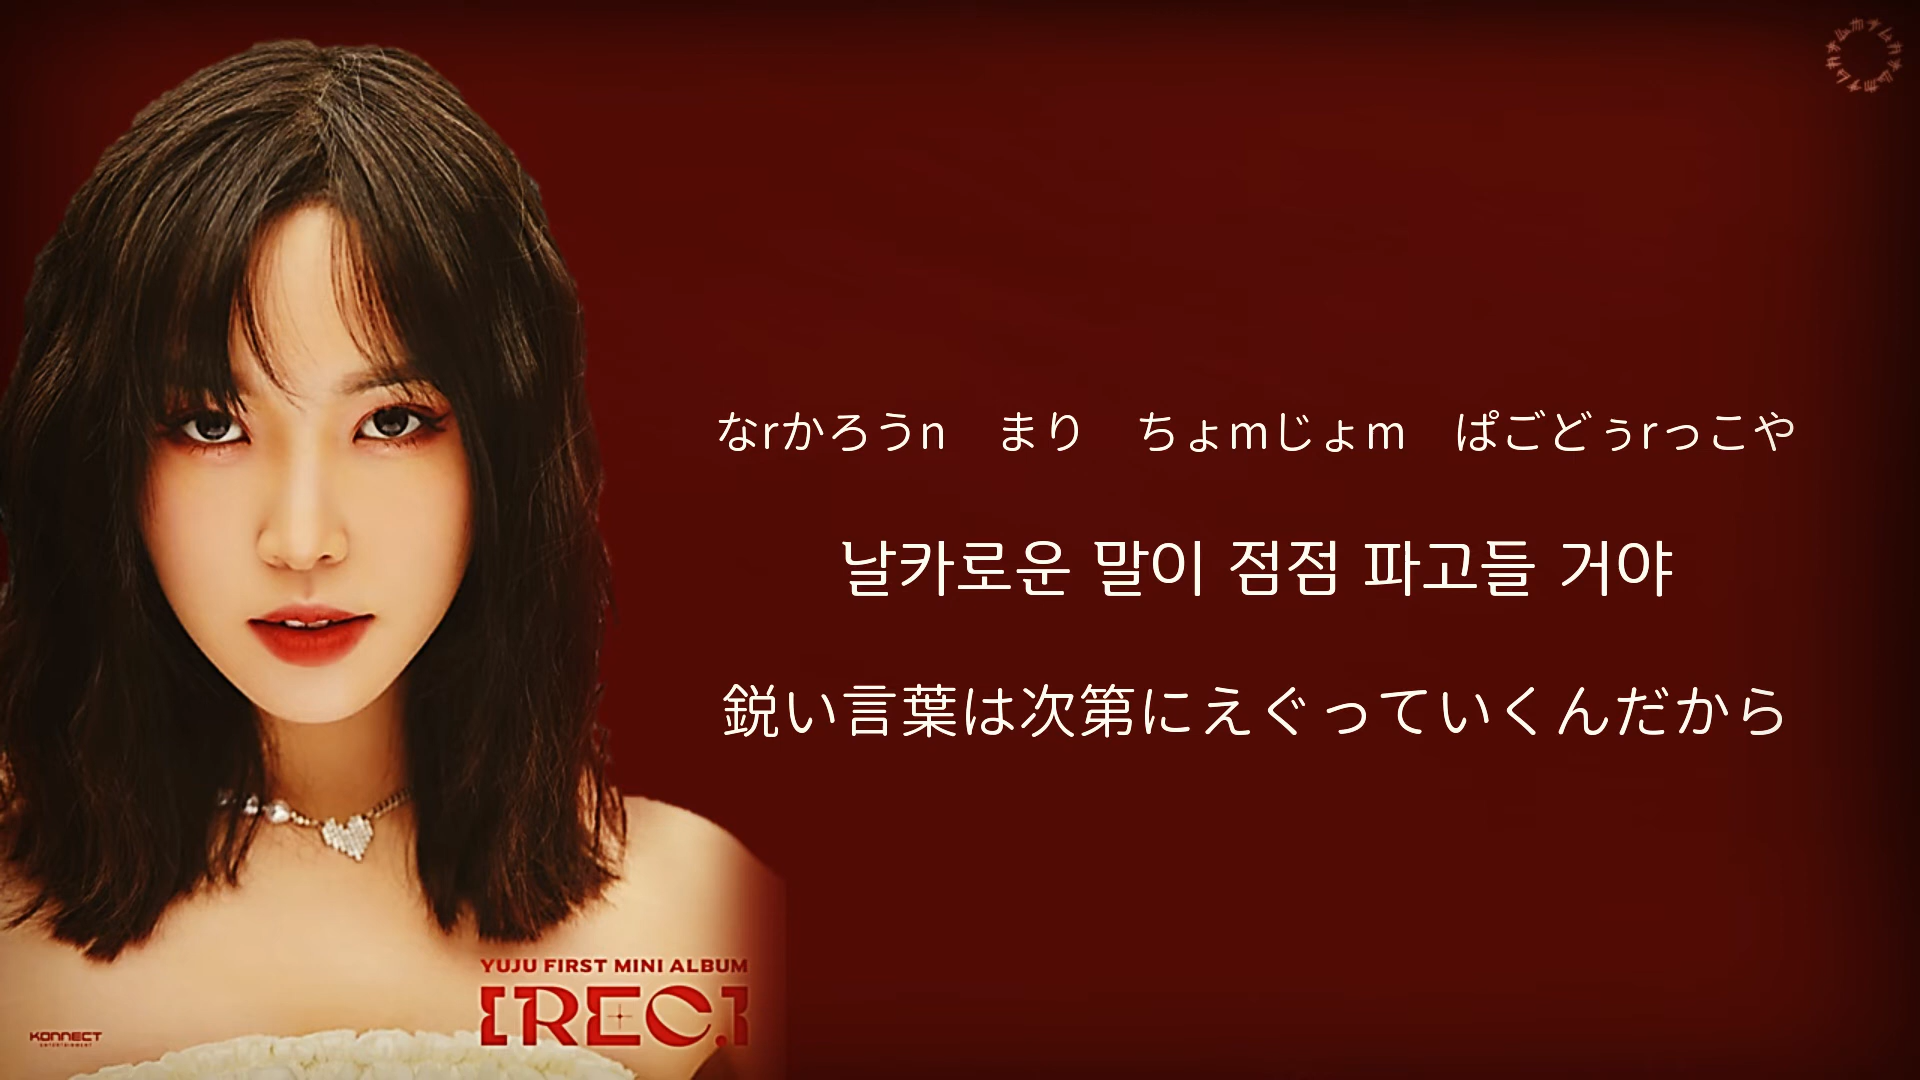 なrかろうn　まり　ちょmじょm　ぱごどぅrっこや
날카로운 말이 점점 파고들 거야
鋭い言葉は次第にえぐっていくんだから
YUJU FIRST MINI ALBUM
[REC.]
KONNECT
ENTERTAINMENT